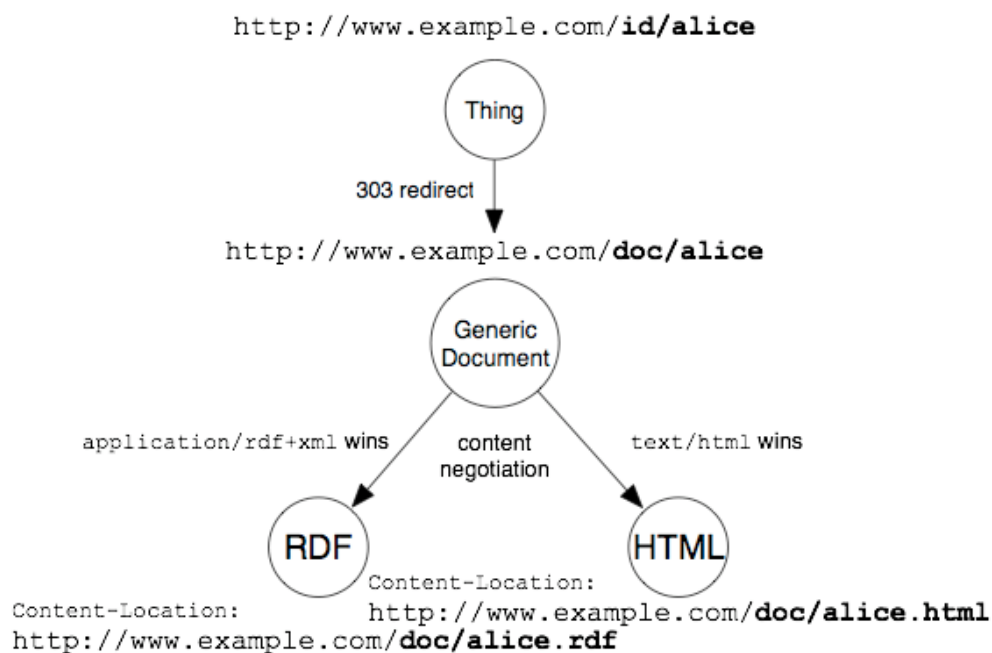 http://www.example.com/id/alice
Thing
303 redirect
http://www.example.com/doc/alice
Generic
Document
application/rdf+xml wins
content
negotiation
text/html wins
RDF
HTML
Content-Location:
http://www.example.com/doc/alice.html
Content-Location:
http://www.example.com/doc/alice.rdf